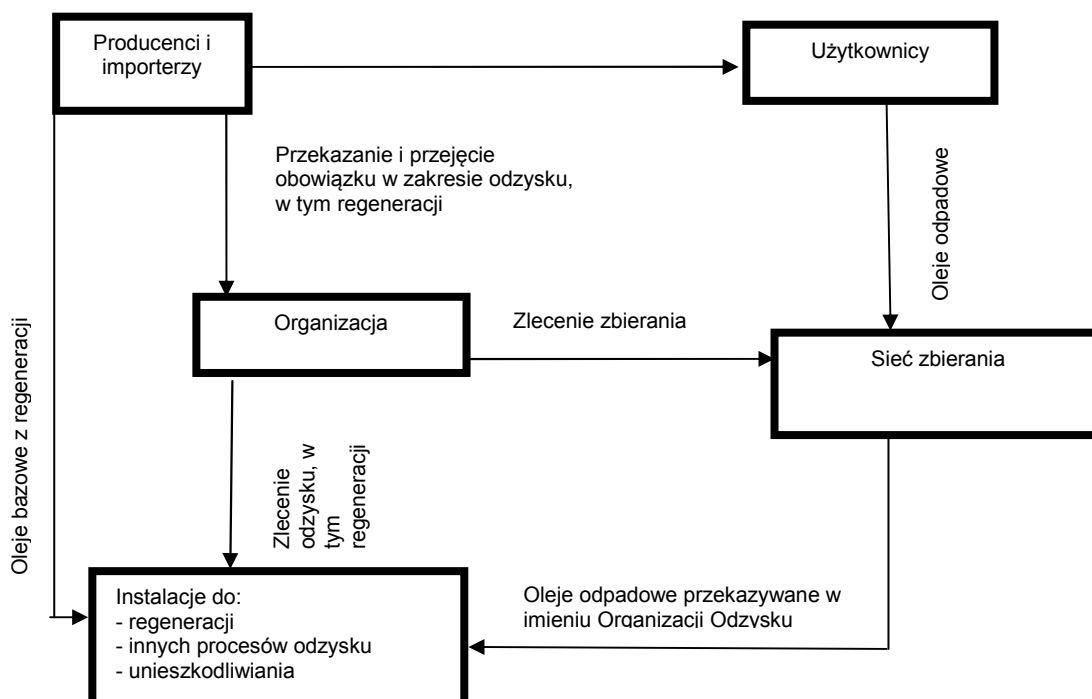 Producenci i
importerzy
Użytkownicy
Przekazanie i przejęcie
obowiązku w zakresie odzysku,
w tym regeneracji
Oleje odpadowe
Organizacja
Zlecenie zbierania
Sieć zbierania
Oleje bazowe z regeneracji
Zlecenie
odzysku, w
tym
regeneracji
Instalacje do:
- regeneracji
- innych procesów odzysku
- unieszkodliwiania
Oleje odpadowe przekazywane w
imieniu Organizacji Odzysku